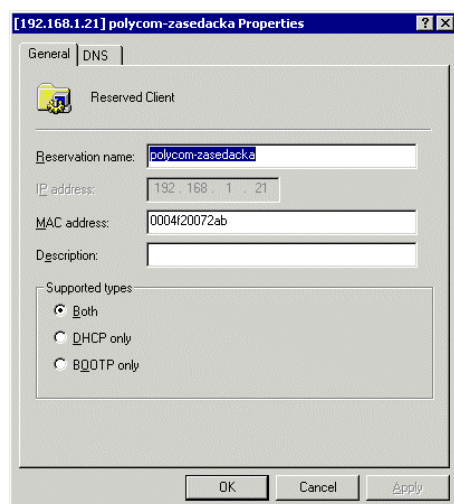 [192.168.1.21] polycom-zasedacka Properties
General DNS
Reserved Client
Reservation name: polycom-zasedacka
IP address: 192 . 168 . 1 . 21
MAC address: 0004f20072ab
Description:
Supported types
Both
DHCP only
BOOTP only
OK Cancel Apply